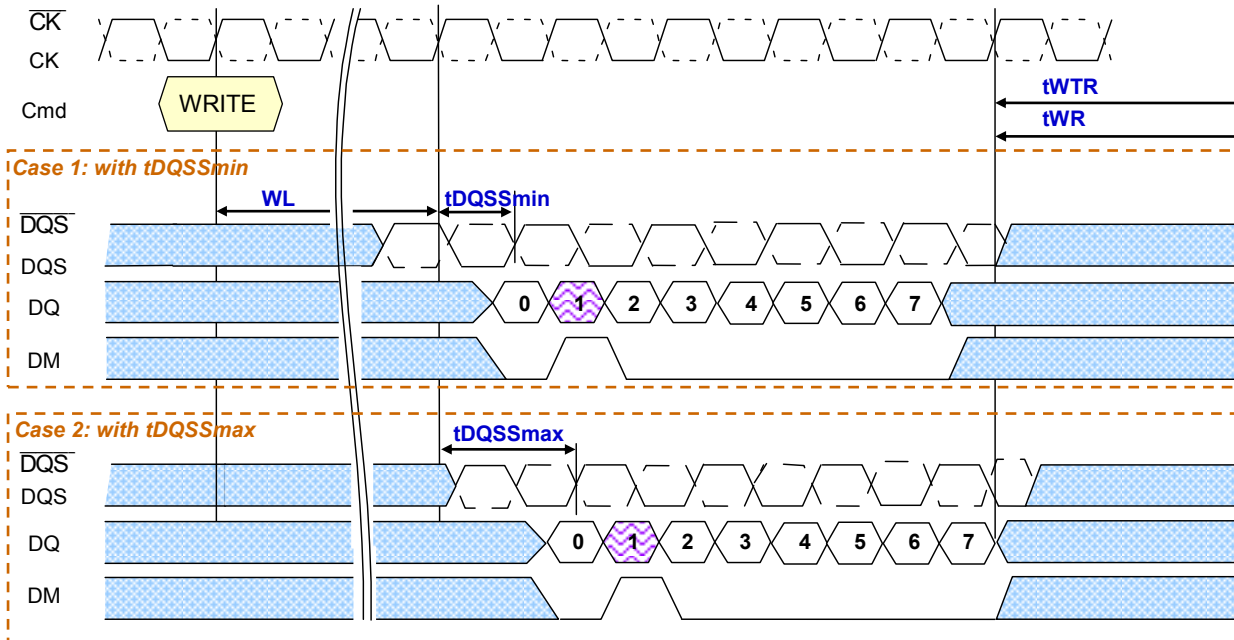 CK
CK
Cmd
WRITE
tWTR
tWR
Case 1: with tDQSSmin
WL
tDQSSmin
DQS
DQS
DQ
0 1 2 3 4 5 6 7
DM
Case 2: with tDQSSmax
tDQSSmax
DQS
DQS
DQ
0 1 2 3 4 5 6 7
DM